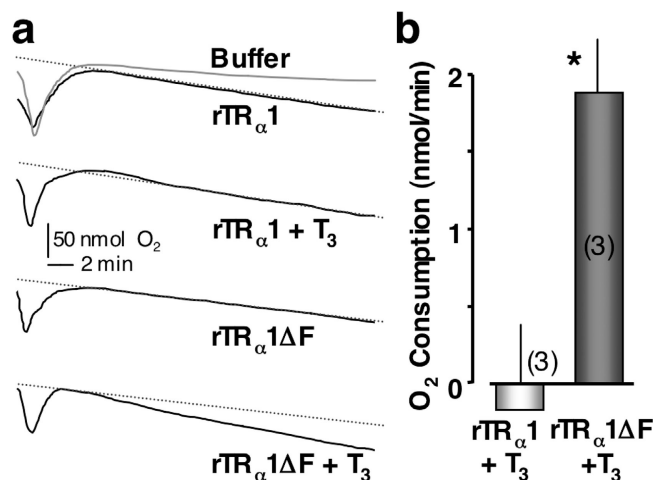 a
Buffer
rTRα1
rTRα1 + T3
50 nmol O2
2 min
rTRα1ΔF
rTRα1ΔF + T3
b
O2 Consumption (nmol/min)
2
1
0
*
(3)
(3)
rTRα1
+ T3
rTRα1ΔF
+T3